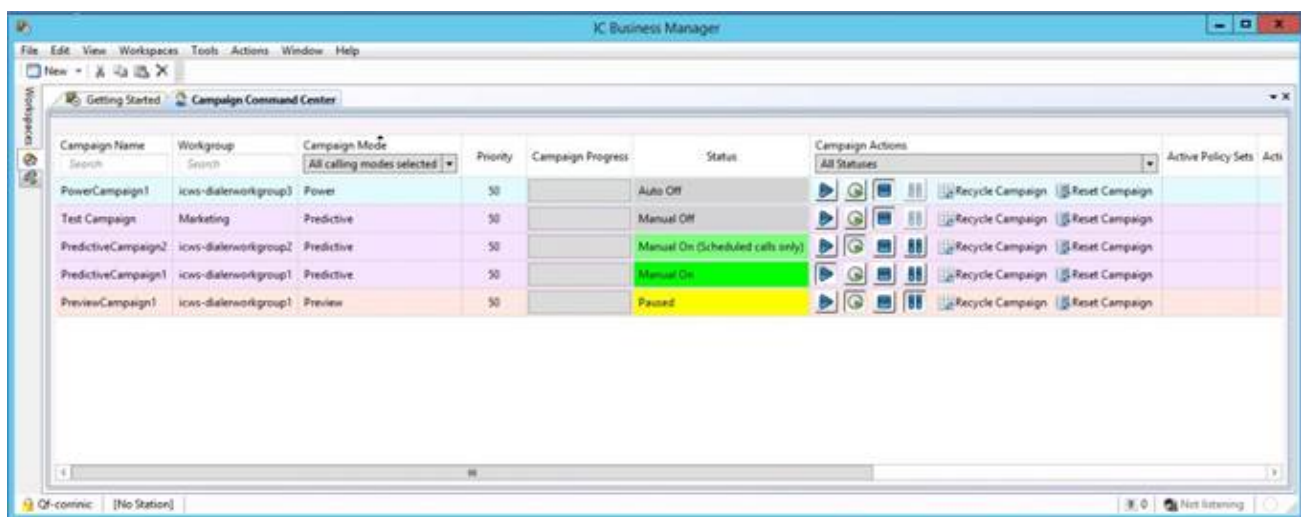 IC Business Manager
File Edit View Workspaces Tools Actions Window Help
New
Workspaces
Getting Started Campaign Command Center
Campaign Name Workgroup Campaign Mode Priority Campaign Progress Status Campaign Actions Active Policy Sets Acti
Search Search All calling modes selected All Statuses
PowerCampaign1 icws-dialerworkgroup3 Power 50 Auto Off Recycle Campaign Reset Campaign
Test Campaign Marketing Predictive 50 Manual Off Recycle Campaign Reset Campaign
PredictiveCampaign2 icws-dialerworkgroup2 Predictive 50 Manual On (Scheduled calls only) Recycle Campaign Reset Campaign
PredictiveCampaign1 icws-dialerworkgroup1 Predictive 50 Manual On Recycle Campaign Reset Campaign
PreviewCampaign1 icws-dialerworkgroup1 Preview 50 Paused Recycle Campaign Reset Campaign
[No Station] 0 Not listening